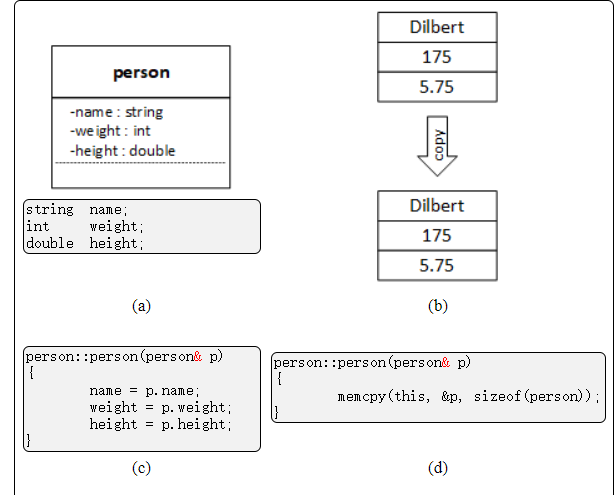 person
-name : string
-weight : int
-height : double
string name;
int weight;
double height;
(a)
Dilbert
175
5.75
copy
Dilbert
175
5.75
(b)
person::person(person& p)
{
name = p.name;
weight = p.weight;
height = p.height;
}
(c)
person::person(person& p)
{
memcpy(this, &p, sizeof(person));
}
(d)